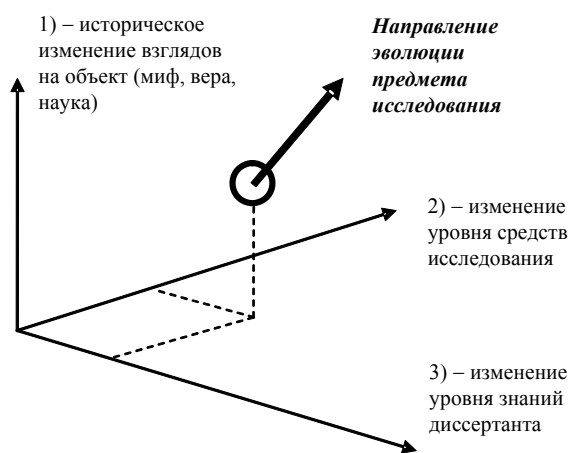 1) – историческое
изменение взглядов
на объект (миф, вера,
наука)
Направление
эволюции
предмета
исследования
2) – изменение
уровня средств
исследования
3) – изменение
уровня знаний
диссертанта